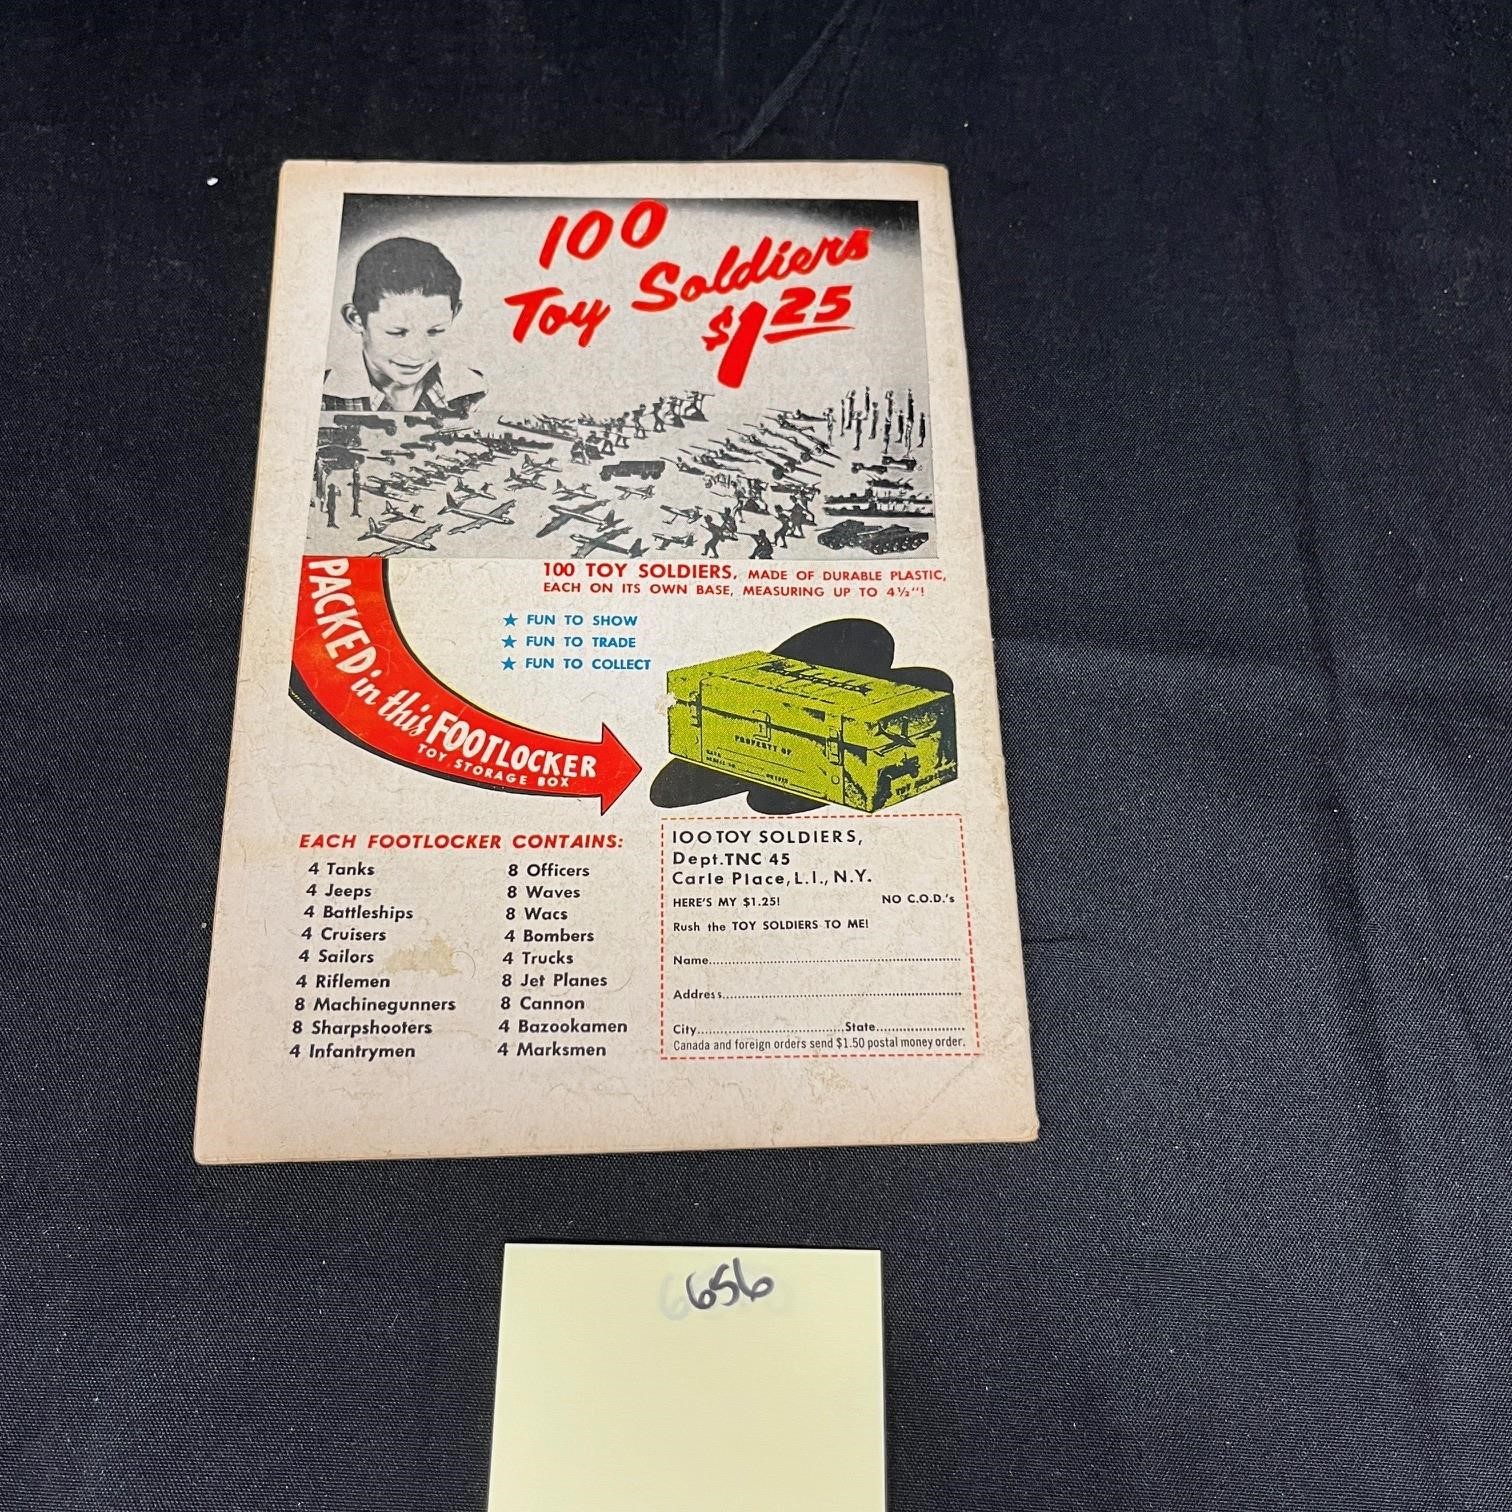 100
Toy Soldiers
$1.25
100 TOY SOLDIERS, MADE OF DURABLE PLASTIC,
EACH ON ITS OWN BASE, MEASURING UP TO 4½"!
★ FUN TO SHOW
★ FUN TO TRADE
★ FUN TO COLLECT
PACKED in this FOOTLOCKER
TOY STORAGE BOX
PROPERTY OF
EACH FOOTLOCKER CONTAINS:
4 Tanks
4 Jeeps
4 Battleships
4 Cruisers
4 Sailors
4 Riflemen
8 Machinegunners
8 Sharpshooters
4 Infantrymen
8 Officers
8 Waves
8 Wacs
4 Bombers
4 Trucks
8 Jet Planes
8 Cannon
4 Bazookamen
4 Marksmen
100 TOY SOLDIERS,
Dept. TNC 45
Carle Place, L.I., N.Y.
HERE'S MY $1.25! NO C.O.D.'s
Rush the TOY SOLDIERS TO ME!
Name
Address
City State
Canada and foreign orders send $1.50 postal money order.
656